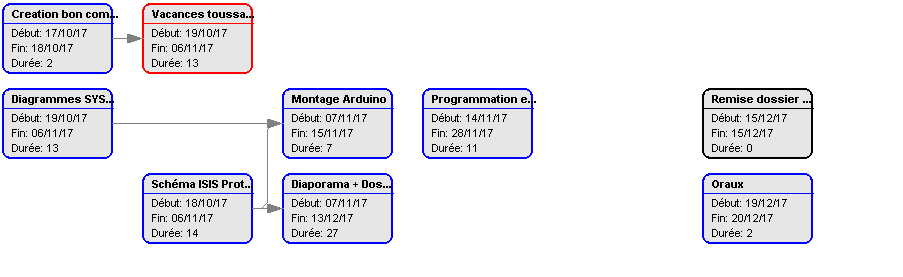 Creation bon com...
Début: 17/10/17
Fin: 18/10/17
Durée: 2
Vacances toussa...
Début: 19/10/17
Fin: 06/11/17
Durée: 13
Diagrammes SYS...
Début: 19/10/17
Fin: 06/11/17
Durée: 13
Montage Arduino
Début: 07/11/17
Fin: 15/11/17
Durée: 7
Programmation e...
Début: 14/11/17
Fin: 28/11/17
Durée: 11
Remise dossier ...
Début: 15/12/17
Fin: 15/12/17
Durée: 0
Schéma ISIS Prot...
Début: 18/10/17
Fin: 06/11/17
Durée: 14
Diaporama + Dos...
Début: 07/11/17
Fin: 13/12/17
Durée: 27
Oraux
Début: 19/12/17
Fin: 20/12/17
Durée: 2